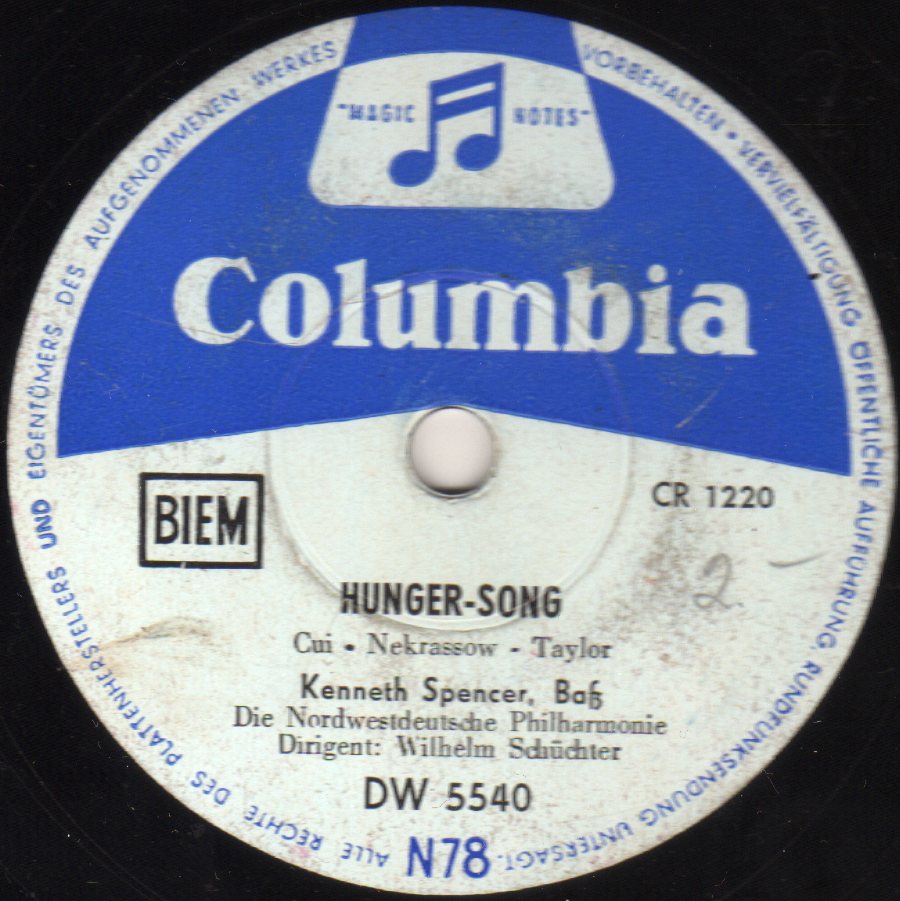 "MAGIC NOTES"
Columbia
BIEM
CR 1220
2.
HUNGER-SONG
Cui • Nekrassow - Taylor
Kenneth Spencer, Baß
Die Nordwestdeutsche Philharmonie
Dirigent: Wilhelm Schüchter
DW 5540
N78
ALLE RECHTE DES PLATTENHERSTELLERS UND EIGENTÜMERS DES AUFGENOMMENEN WERKES VORBEHALTEN • VERVIELFÄLTIGUNG ÖFFENTLICHE AUFFÜHRUNG, RUNDFUNKSENDUNG UNTERSAGT.